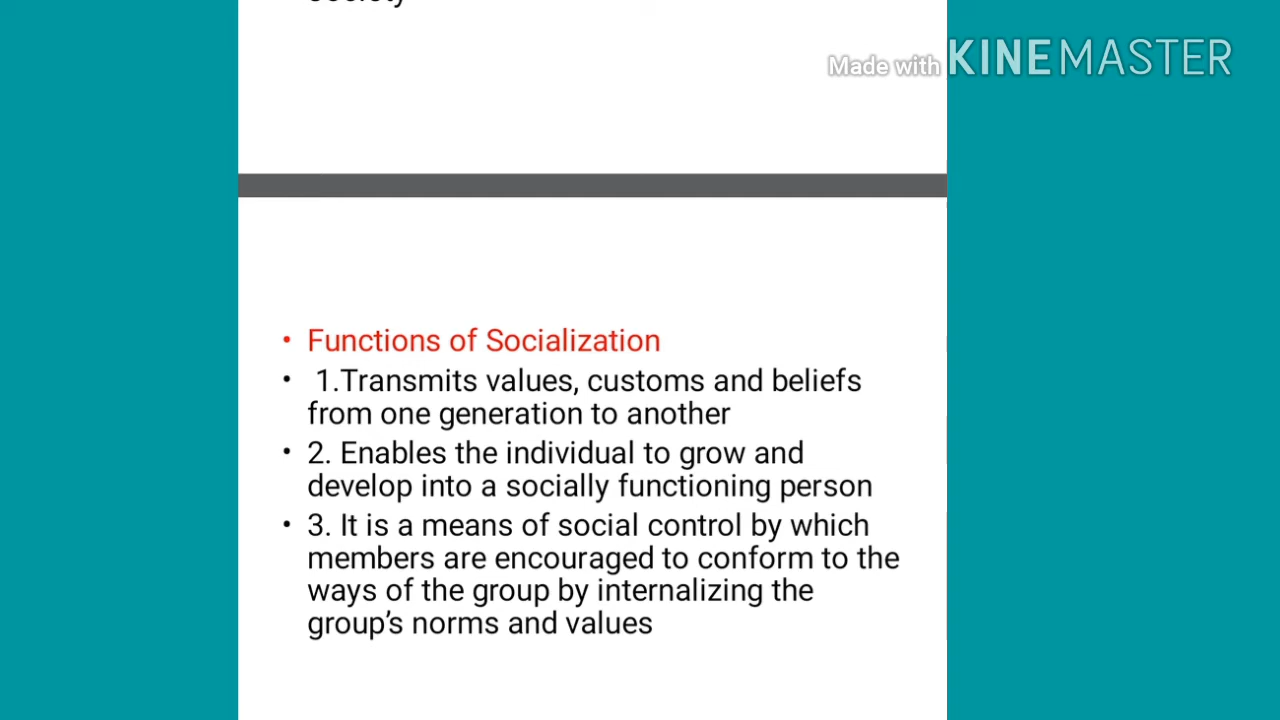 Made with KINEMASTER
• Functions of Socialization
• 1.Transmits values, customs and beliefs
from one generation to another
• 2. Enables the individual to grow and
develop into a socially functioning person
• 3. It is a means of social control by which
members are encouraged to conform to the
ways of the group by internalizing the
group’s norms and values